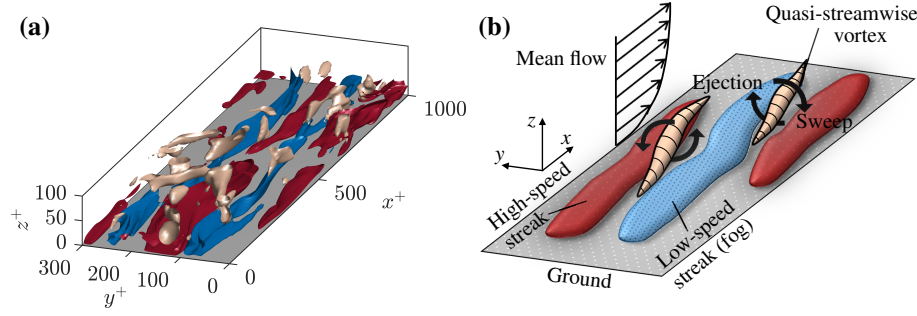 (a)
1000
500
x+
100
50
0
z+
300
200
100
0
0
y+
(b)
Quasi-streamwise
vortex
Mean flow
Ejection
Sweep
z
x
y
High-speed
streak
Low-speed
streak (fog)
Ground